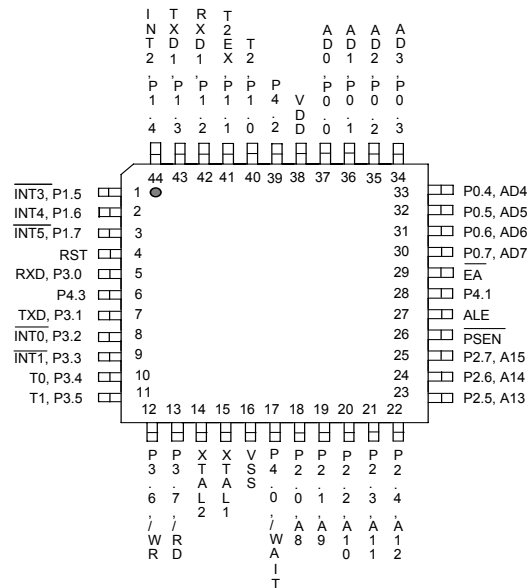 INT2, P1.4
TXD1, P1.3
RXD1, P1.2
T2EX, P1.1
T2, P1.0
P4.2
VDD
AD0, P0.0
AD1, P0.1
AD2, P0.2
AD3, P0.3
44 43 42 41 40 39 38 37 36 35 34
INT3, P1.5 1
INT4, P1.6 2
INT5, P1.7 3
RST 4
RXD, P3.0 5
P4.3 6
TXD, P3.1 7
INT0, P3.2 8
INT1, P3.3 9
T0, P3.4 10
T1, P3.5 11
33 P0.4, AD4
32 P0.5, AD5
31 P0.6, AD6
30 P0.7, AD7
29 EA
28 P4.1
27 ALE
26 PSEN
25 P2.7, A15
24 P2.6, A14
23 P2.5, A13
12 13 14 15 16 17 18 19 20 21 22
P3.6, /WR
P3.7, /RD
XTAL2
XTAL1
VSS
P4.0, /WAIT
P2.0, A8
P2.1, A9
P2.2, A10
P2.3, A11
P2.4, A12